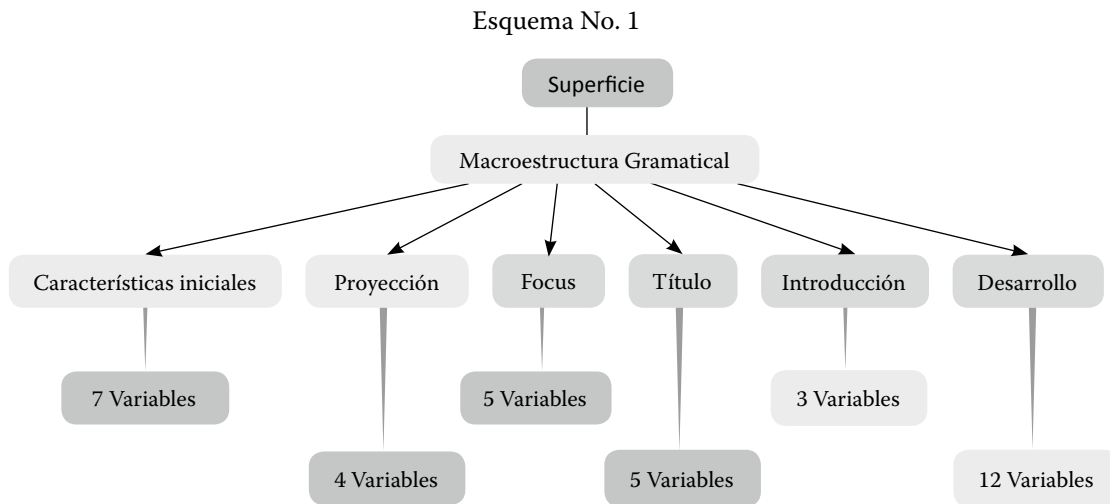 Esquema No. 1
Superficie
Macroestructura Gramatical
Características iniciales
Proyección
Focus
Título
Introducción
Desarrollo
7 Variables
5 Variables
3 Variables
4 Variables
5 Variables
12 Variables